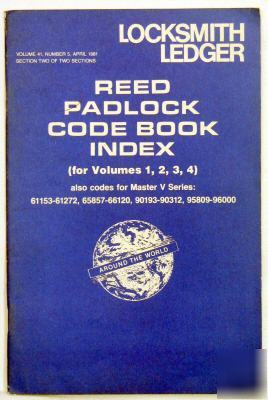 LOCKSMITH
LEDGER
VOLUME 41, NUMBER 5, APRIL 1981
SECTION TWO OF TWO SECTIONS
REED
PADLOCK
CODE BOOK
INDEX
(for Volumes 1, 2, 3, 4)
also codes for Master V Series:
61153-61272, 65857-66120, 90193-90312, 95809-96000
AROUND THE WORLD